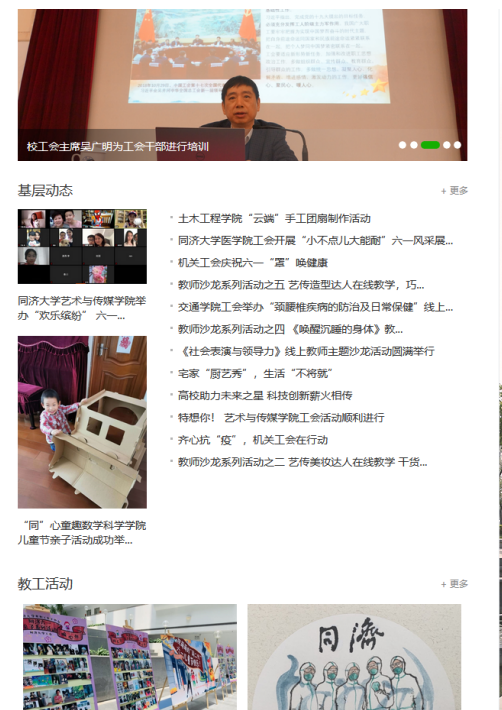 校工会主席吴广明为工会干部进行培训
基层动态
+ 更多
同济大学艺术与传媒学院举
办“欢乐缤纷” 六一...
“同”心童趣数学科学学院
儿童节亲子活动成功举...
土木工程学院“云端”手工团扇制作活动
同济大学医学院工会开展“小不点儿大能耐”六一风采展...
机关工会庆祝六一“罩”唤健康
教师沙龙系列活动之五 艺传造型达人在线教学，巧...
交通学院工会举办“颈腰椎疾病的防治及日常保健”线上...
教师沙龙系列活动之四 《唤醒沉睡的身体》教...
《社会表演与领导力》线上教师主题沙龙活动圆满举行
宅家“厨艺秀”，生活“不将就”
高校助力未来之星 科技创新薪火相传
特想你！ 艺术与传媒学院工会活动顺利进行
齐心抗“疫”，机关工会在行动
教师沙龙系列活动之二 艺传美妆达人在线教学 干货...
教工活动
+ 更多
同濟